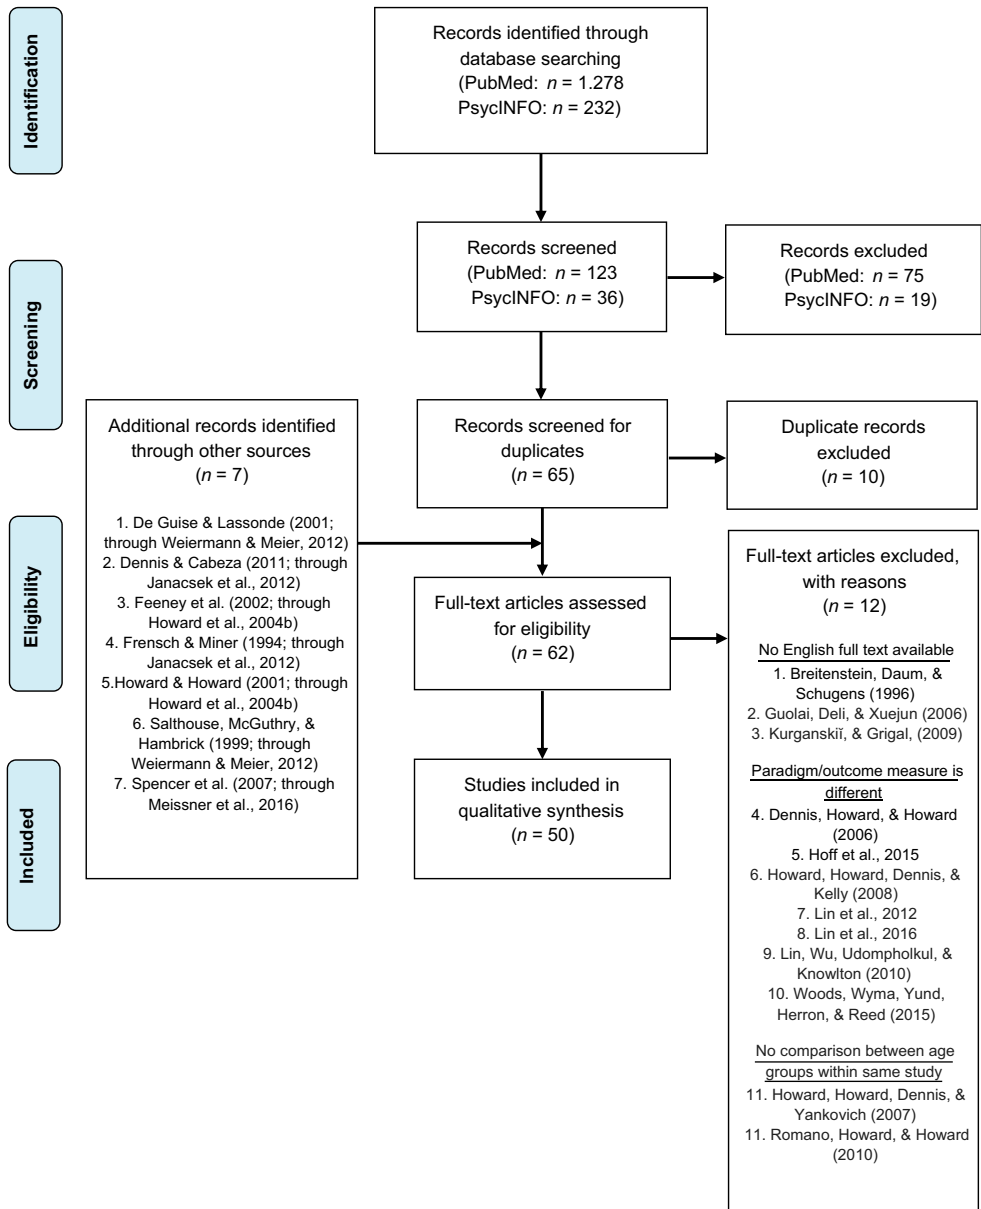 Identification
Records identified through
database searching
(PubMed: n = 1.278
PsycINFO: n = 232)
Screening
Records screened
(PubMed: n = 123
PsycINFO: n = 36)
Records excluded
(PubMed: n = 75
PsycINFO: n = 19)
Records screened for
duplicates
(n = 65)
Duplicate records
excluded
(n = 10)
Additional records identified
through other sources
(n = 7)
1. De Guise & Lassonde (2001;
through Weiermann & Meier, 2012)
2. Dennis & Cabeza (2011; through
Janacsek et al., 2012)
3. Feeney et al. (2002; through
Howard et al., 2004b)
4. Frensch & Miner (1994; through
Janacsek et al., 2012)
5.Howard & Howard (2001; through
Howard et al., 2004b)
6. Salthouse, McGuthry, &
Hambrick (1999; through
Weiermann & Meier, 2012)
7. Spencer et al. (2007; through
Meissner et al., 2016)
Eligibility
Full-text articles assessed
for eligibility
(n = 62)
Full-text articles excluded,
with reasons
(n = 12)
No English full text available
1. Breitenstein, Daum, &
Schugens (1996)
2. Guolai, Deli, & Xuejun (2006)
3. Kurganskiĭ, & Grigal, (2009)
Paradigm/outcome measure is
different
4. Dennis, Howard, & Howard
(2006)
5. Hoff et al., 2015
6. Howard, Howard, Dennis, &
Kelly (2008)
7. Lin et al., 2012
8. Lin et al., 2016
9. Lin, Wu, Udompholkul, &
Knowlton (2010)
10. Woods, Wyma, Yund,
Herron, & Reed (2015)
No comparison between age
groups within same study
11. Howard, Howard, Dennis, &
Yankovich (2007)
11. Romano, Howard, & Howard
(2010)
Included
Studies included in
qualitative synthesis
(n = 50)